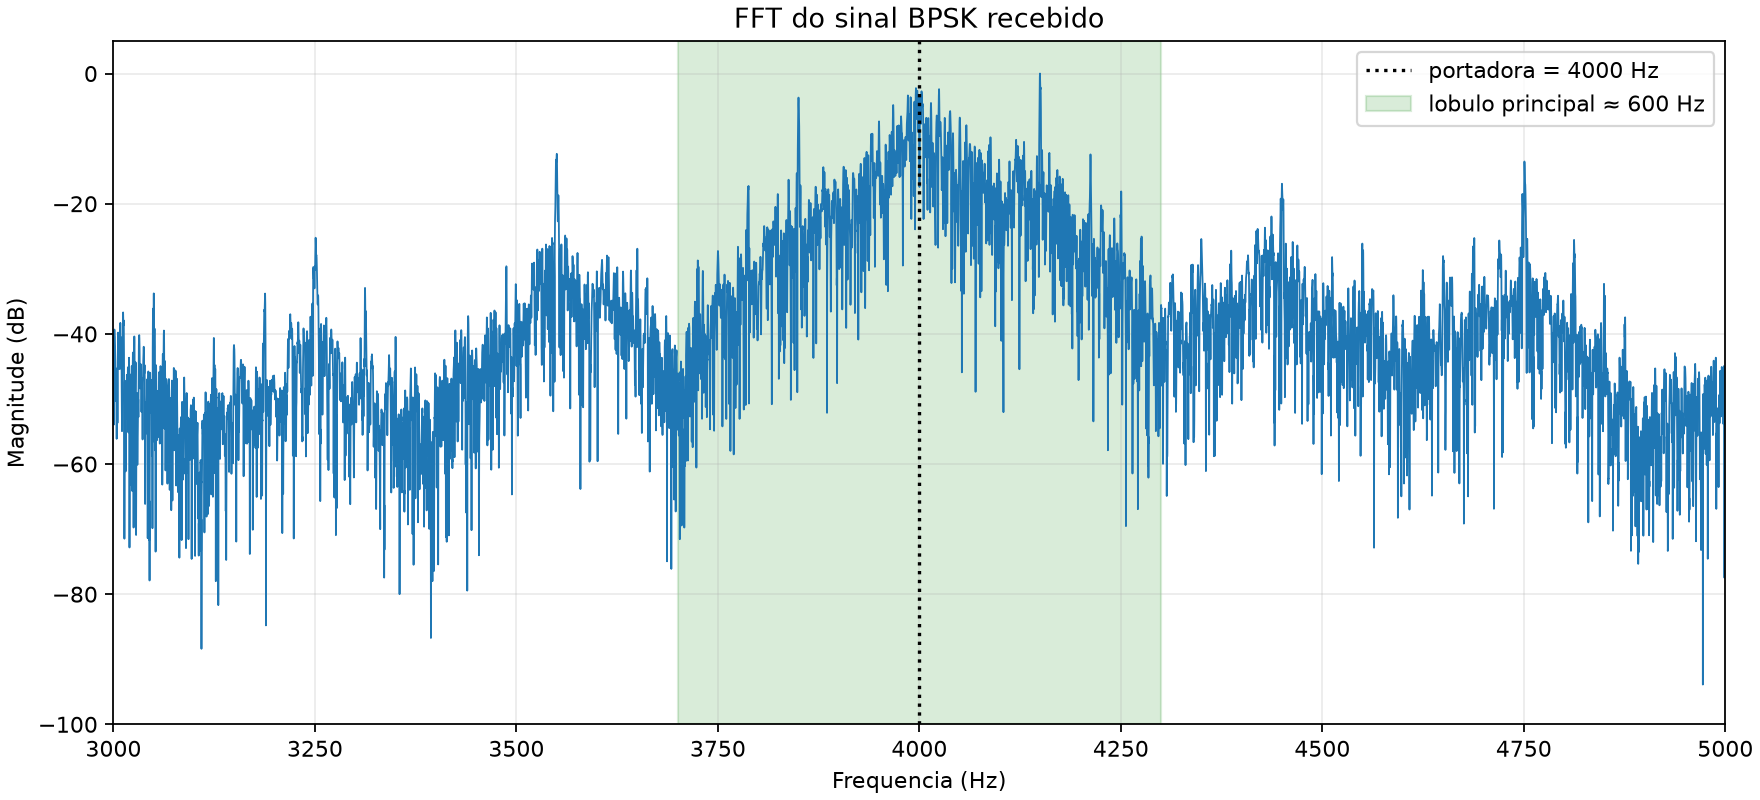 FFT do sinal BPSK recebido
portadora = 4000 Hz
lobulo principal ≈ 600 Hz
Magnitude (dB)
0
−20
−40
−60
−80
−100
3000 3250 3500 3750 4000 4250 4500 4750 5000
Frequencia (Hz)